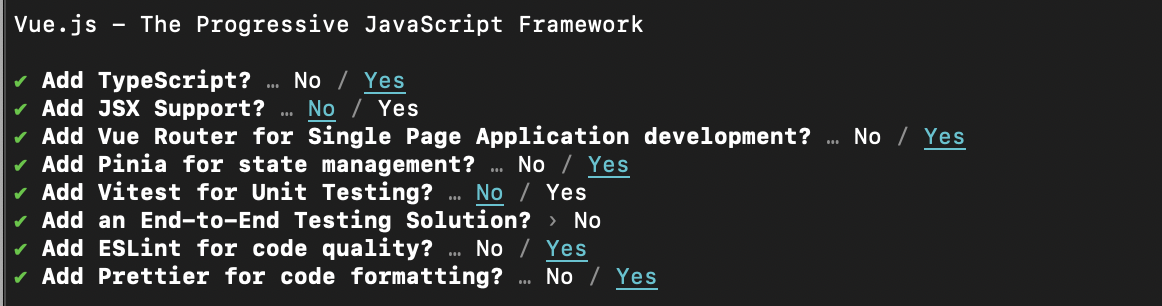 Vue.js – The Progressive JavaScript Framework
✔ Add TypeScript? … No / Yes
✔ Add JSX Support? … No / Yes
✔ Add Vue Router for Single Page Application development? … No / Yes
✔ Add Pinia for state management? … No / Yes
✔ Add Vitest for Unit Testing? … No / Yes
✔ Add an End-to-End Testing Solution? › No
✔ Add ESLint for code quality? … No / Yes
✔ Add Prettier for code formatting? … No / Yes